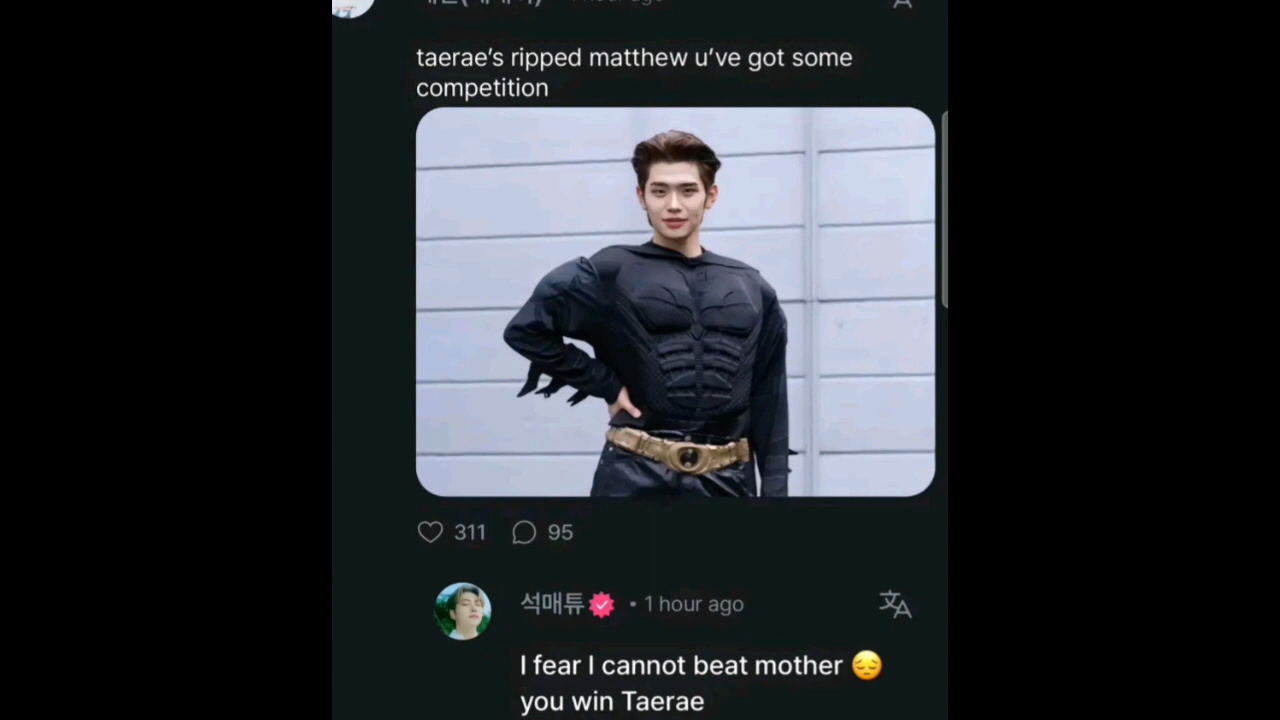 taerae’s ripped matthew u’ve got some
competition
311 95
석매튜 • 1 hour ago
I fear I cannot beat mother 😔
you win Taerae